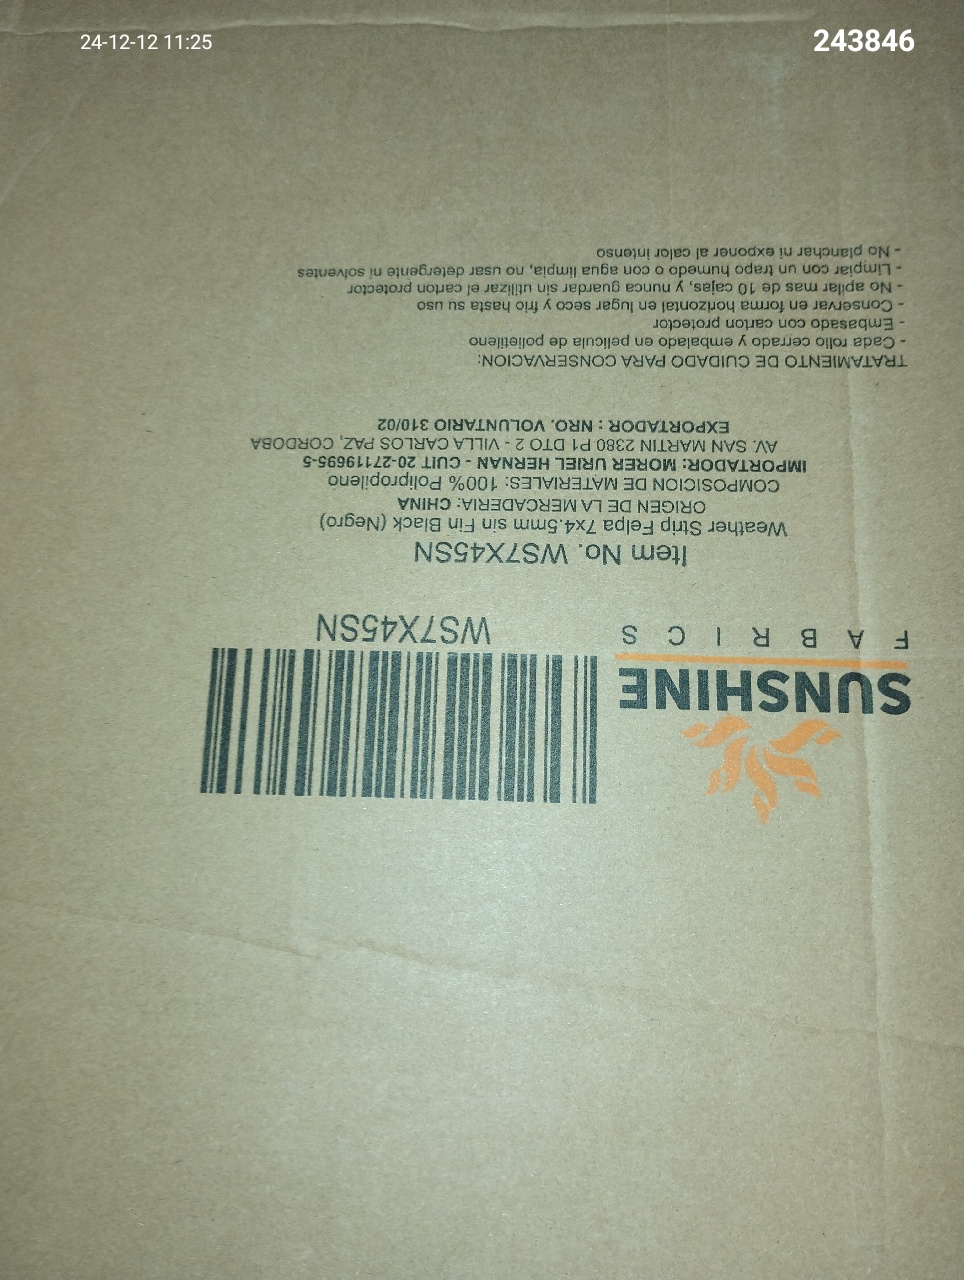 24-12-12 11:25
243846
SUNSHINE
FABRICS
WS7X45SN
Item No. WS7X45SN
Weather Strip Felpa 7x4.5mm sin Fin Black (Negro)
ORIGEN DE LA MERCADERIA: CHINA
COMPOSICION DE MATERIALES: 100% Polipropileno
IMPORTADOR: MORER URIEL HERNAN - CUIT 20-27119695-5
AV. SAN MARTIN 2380 P1 DTO 2 - VILLA CARLOS PAZ, CORDOBA
EXPORTADOR : NRO. VOLUNTARIO 310/02
TRATAMIENTO DE CUIDADO PARA CONSERVACION:
- Cada rollo cerrado y embalado en pelicula de polietileno
- Embasado con carton protector
- Conservar en forma horizontal en lugar seco y frio hasta su uso
- No apilar mas de 10 cajas, y nunca guardar sin utilizar el carton protector
- Limpiar con un trapo humedo o con agua limpia, no usar detergente ni solventes
- No planchar ni exponer al calor intenso